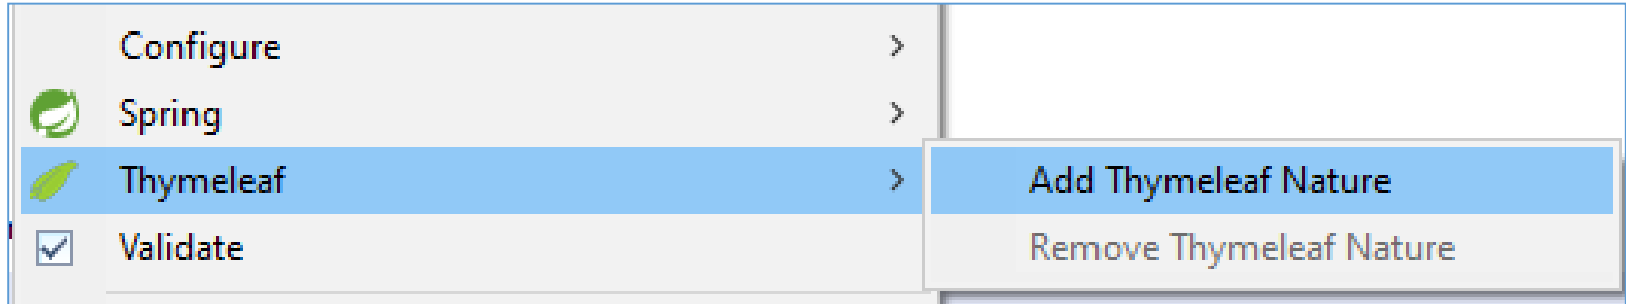 Configure
Spring
Thymeleaf
Add Thymeleaf Nature
Validate
Remove Thymeleaf Nature